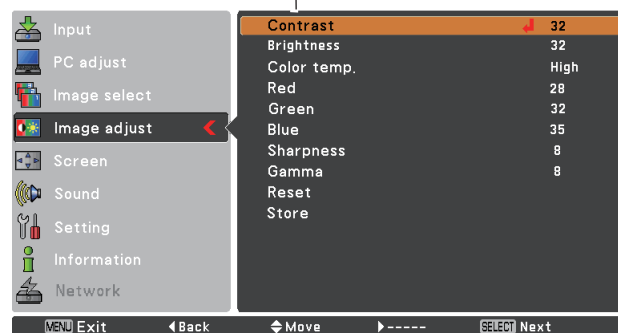 Input
PC adjust
Image select
Image adjust
Screen
Sound
Setting
Information
Network
Contrast 32
Brightness 32
Color temp. High
Red 28
Green 32
Blue 35
Sharpness 8
Gamma 8
Reset
Store
MENU Exit Back Move ----- SELECT Next